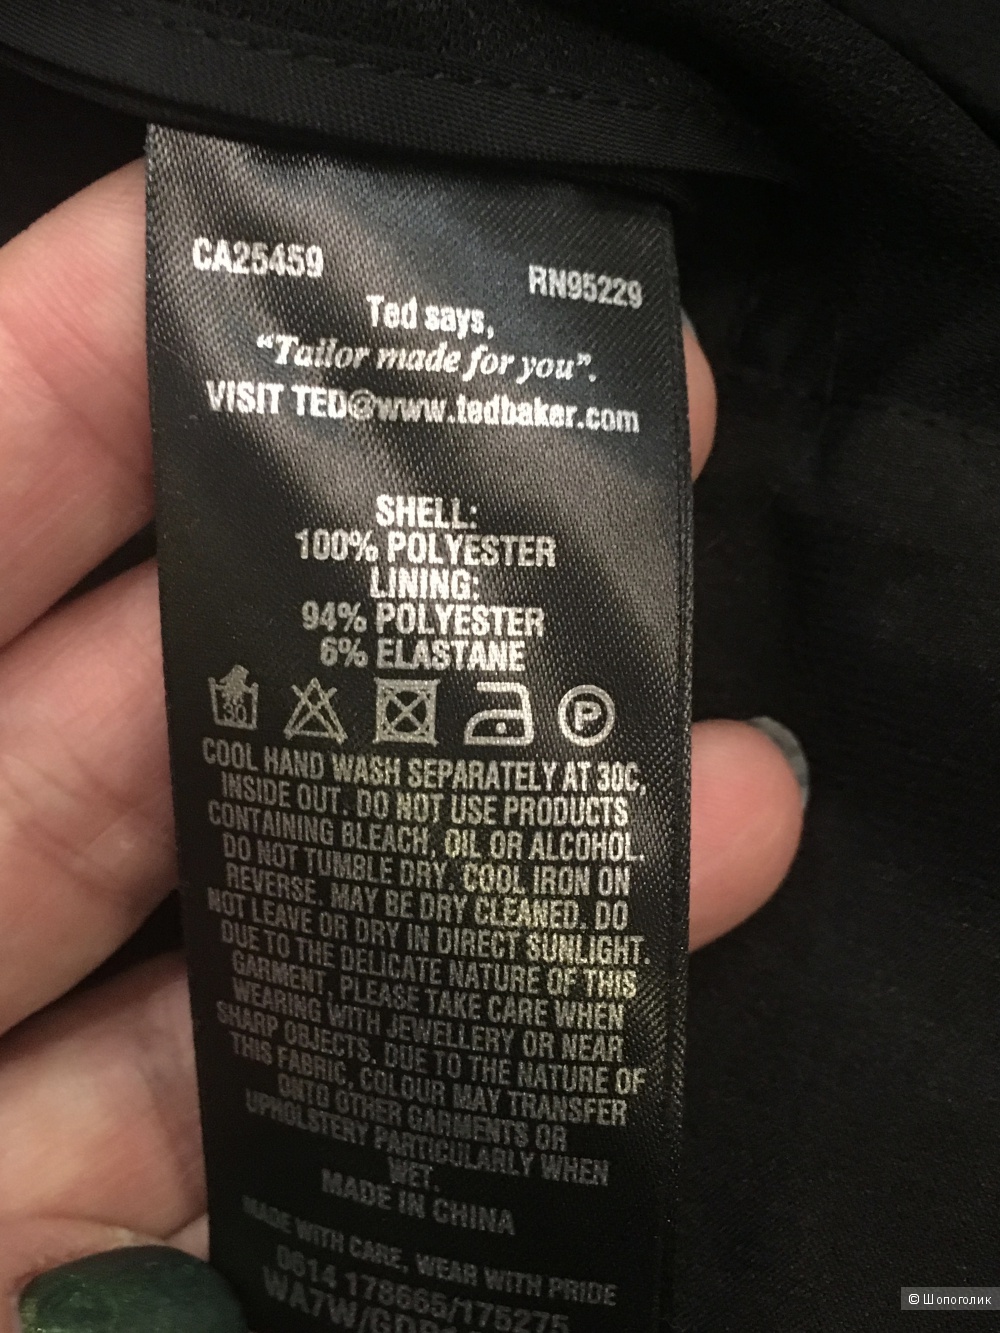 CA25459
RN95229
Ted says,
“Tailor made for you”.
VISIT TED@www.tedbaker.com
SHELL:
100% POLYESTER
LINING:
94% POLYESTER
6% ELASTANE
30
P
COOL HAND WASH SEPARATELY AT 30C,
INSIDE OUT. DO NOT USE PRODUCTS
CONTAINING BLEACH, OIL OR ALCOHOL.
DO NOT TUMBLE DRY. COOL IRON ON
REVERSE. MAY BE DRY CLEANED. DO
NOT LEAVE OR DRY IN DIRECT SUNLIGHT.
DUE TO THE DELICATE NATURE OF THIS
GARMENT, PLEASE TAKE CARE WHEN
WEARING WITH JEWELLERY OR NEAR
SHARP OBJECTS. DUE TO THE NATURE OF
THIS FABRIC, COLOUR MAY TRANSFER
ONTO OTHER GARMENTS OR
UPHOLSTERY PARTICULARLY WHEN
WET.
MADE IN CHINA
MADE WITH CARE, WEAR WITH PRIDE
0614 178665/175275
© Шопоголик